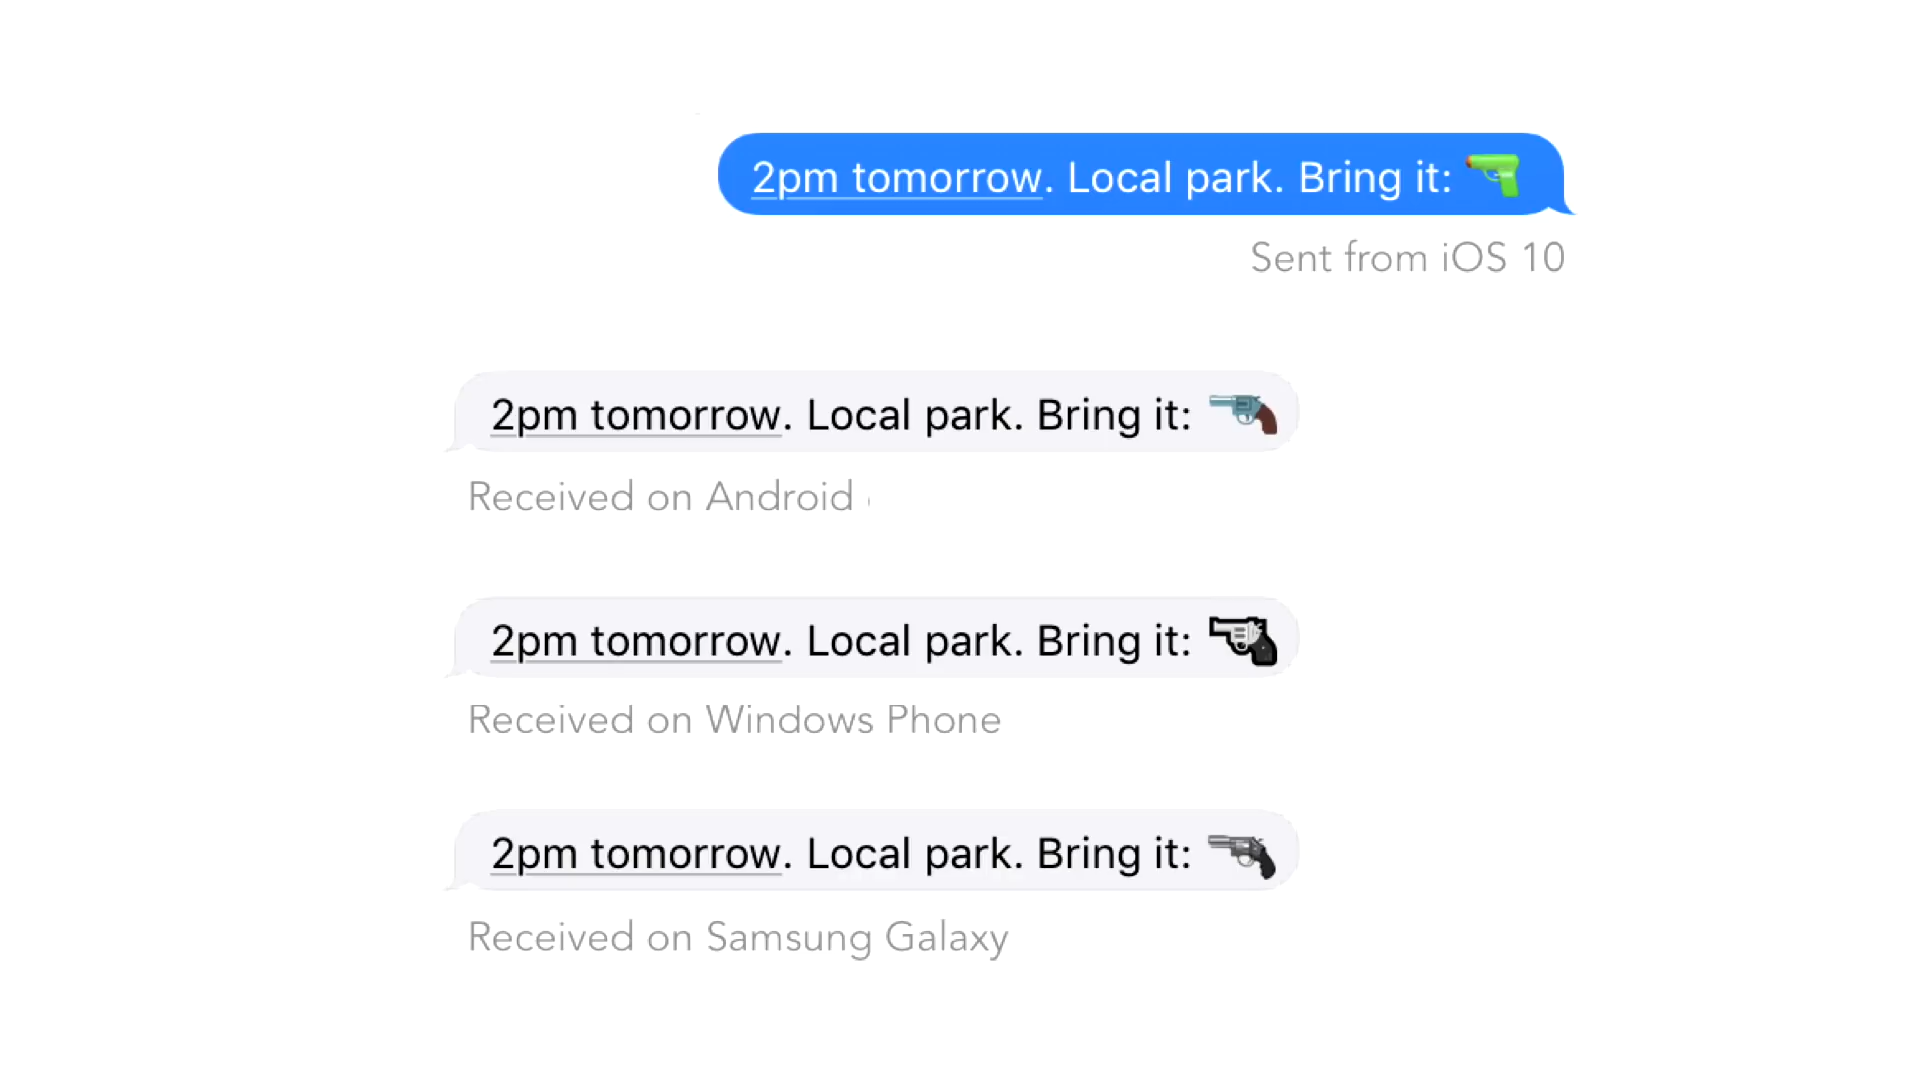 2pm tomorrow. Local park. Bring it: 🔫
Sent from iOS 10
2pm tomorrow. Local park. Bring it: 🔫
Received on Android
2pm tomorrow. Local park. Bring it: 🔫
Received on Windows Phone
2pm tomorrow. Local park. Bring it: 🔫
Received on Samsung Galaxy